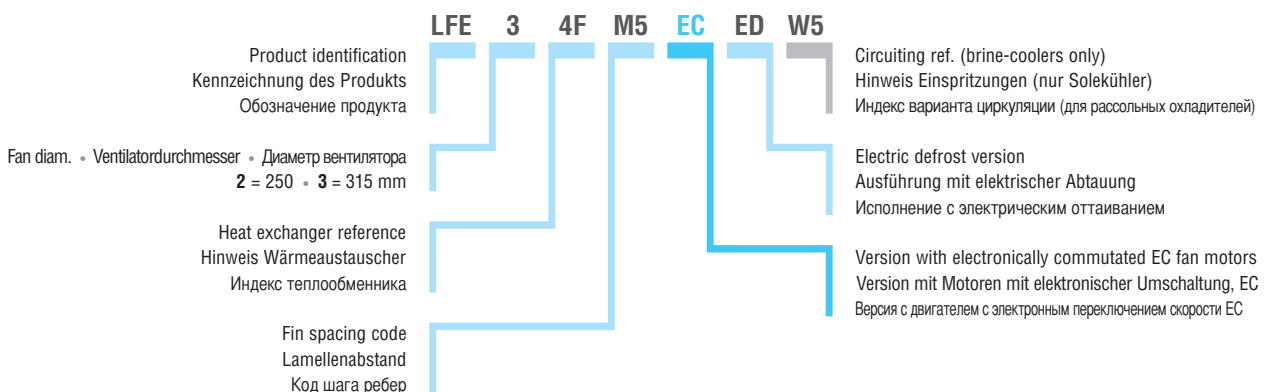 LFE 3 4F M5 EC ED W5
Product identification
Kennzeichnung des Produkts
Обозначение продукта
Fan diam. • Ventilatordurchmesser • Диаметр вентилятора
2 = 250 • 3 = 315 mm
Heat exchanger reference
Hinweis Wärmeaustauscher
Индекс теплообменника
Fin spacing code
Lamellenabstand
Код шага ребер
Circuiting ref. (brine-coolers only)
Hinweis Einspritzungen (nur Solekühler)
Индекс варианта циркуляции (для рассольных охладителей)
Electric defrost version
Ausführung mit elektrischer Abtauung
Исполнение с электрическим оттаиванием
Version with electronically commutated EC fan motors
Version mit Motoren mit elektronischer Umschaltung, EC
Версия с двигателем с электронным переключением скорости EC